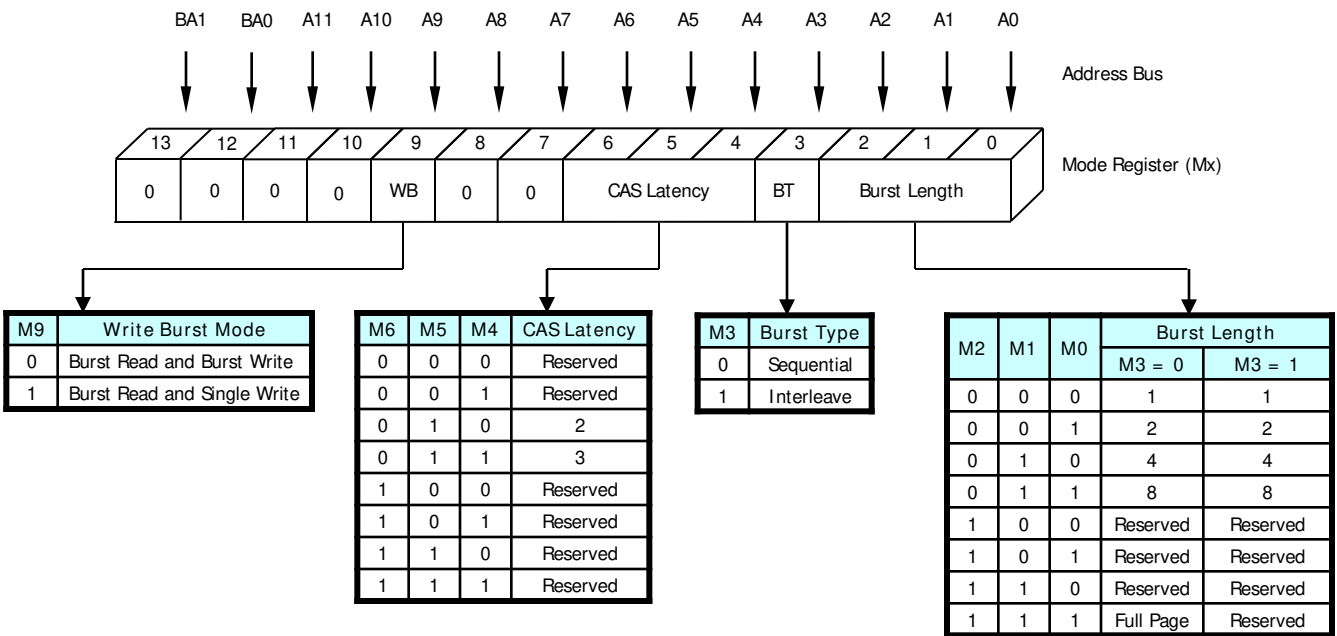 BA1 BA0 A11 A10 A9 A8 A7 A6 A5 A4 A3 A2 A1 A0
Address Bus
13 12 11 10 9 8 7 6 5 4 3 2 1 0
Mode Register (Mx)
0 0 0 0 WB 0 0 CAS Latency BT Burst Length
M9 Write Burst Mode
0 Burst Read and Burst Write
1 Burst Read and Single Write
M6 M5 M4 CAS Latency
0 0 0 Reserved
0 0 1 Reserved
0 1 0 2
0 1 1 3
1 0 0 Reserved
1 0 1 Reserved
1 1 0 Reserved
1 1 1 Reserved
M3 Burst Type
0 Sequential
1 Interleave
M2 M1 M0 Burst Length
M3 = 0 M3 = 1
0 0 0 1 1
0 0 1 2 2
0 1 0 4 4
0 1 1 8 8
1 0 0 Reserved Reserved
1 0 1 Reserved Reserved
1 1 0 Reserved Reserved
1 1 1 Full Page Reserved